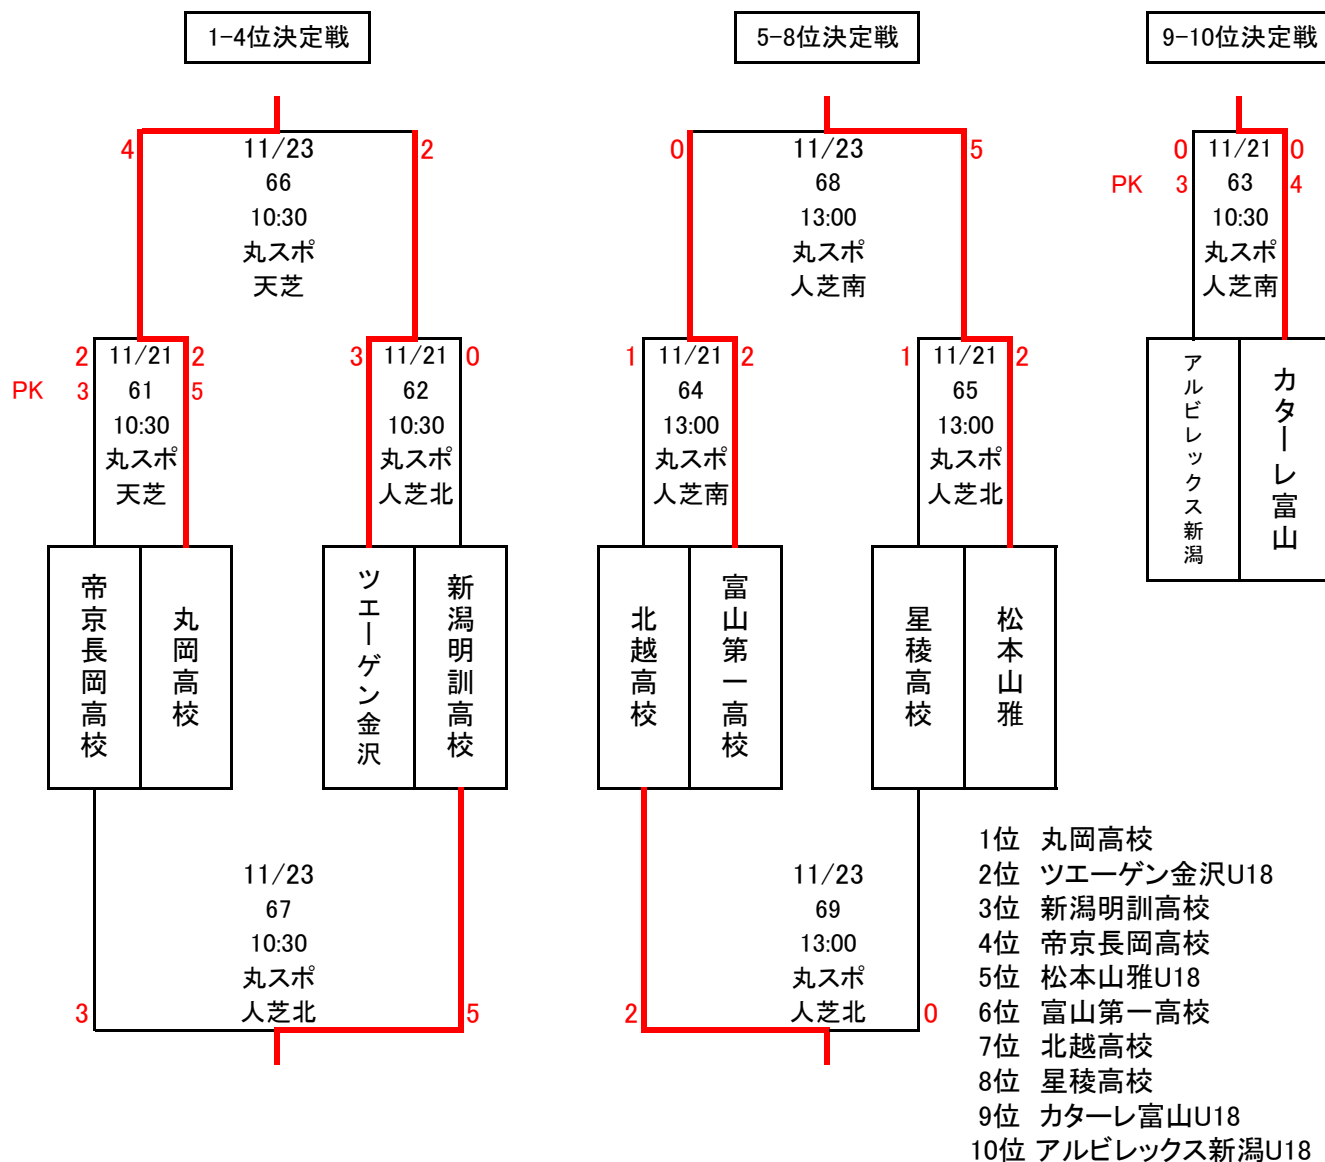 1-4位決定戦
4
11/23
2
66
10:30
丸スポ
天芝
2 11/21 2
PK 3 61 5
10:30
丸スポ
天芝
3 11/21 0
62
10:30
丸スポ
人芝北
帝京長岡高校
丸岡高校
ツエーゲン金沢
新潟明訓高校
11/23
67
10:30
丸スポ
3 人芝北 5
5-8位決定戦
0 11/23 5
68
13:00
丸スポ
人芝南
1 11/21 2
64
13:00
丸スポ
人芝南
1 11/21 2
65
13:00
丸スポ
人芝北
北越高校
富山第一高校
星稜高校
松本山雅
11/23
69
13:00
丸スポ
2 人芝北 0
9-10位決定戦
0 11/21 0
PK 3 63 4
10:30
丸スポ
人芝南
アルビレックス新潟
カターレ富山
1位 丸岡高校
2位 ツエーゲン金沢U18
3位 新潟明訓高校
4位 帝京長岡高校
5位 松本山雅U18
6位 富山第一高校
7位 北越高校
8位 星稜高校
9位 カターレ富山U18
10位 アルビレックス新潟U18